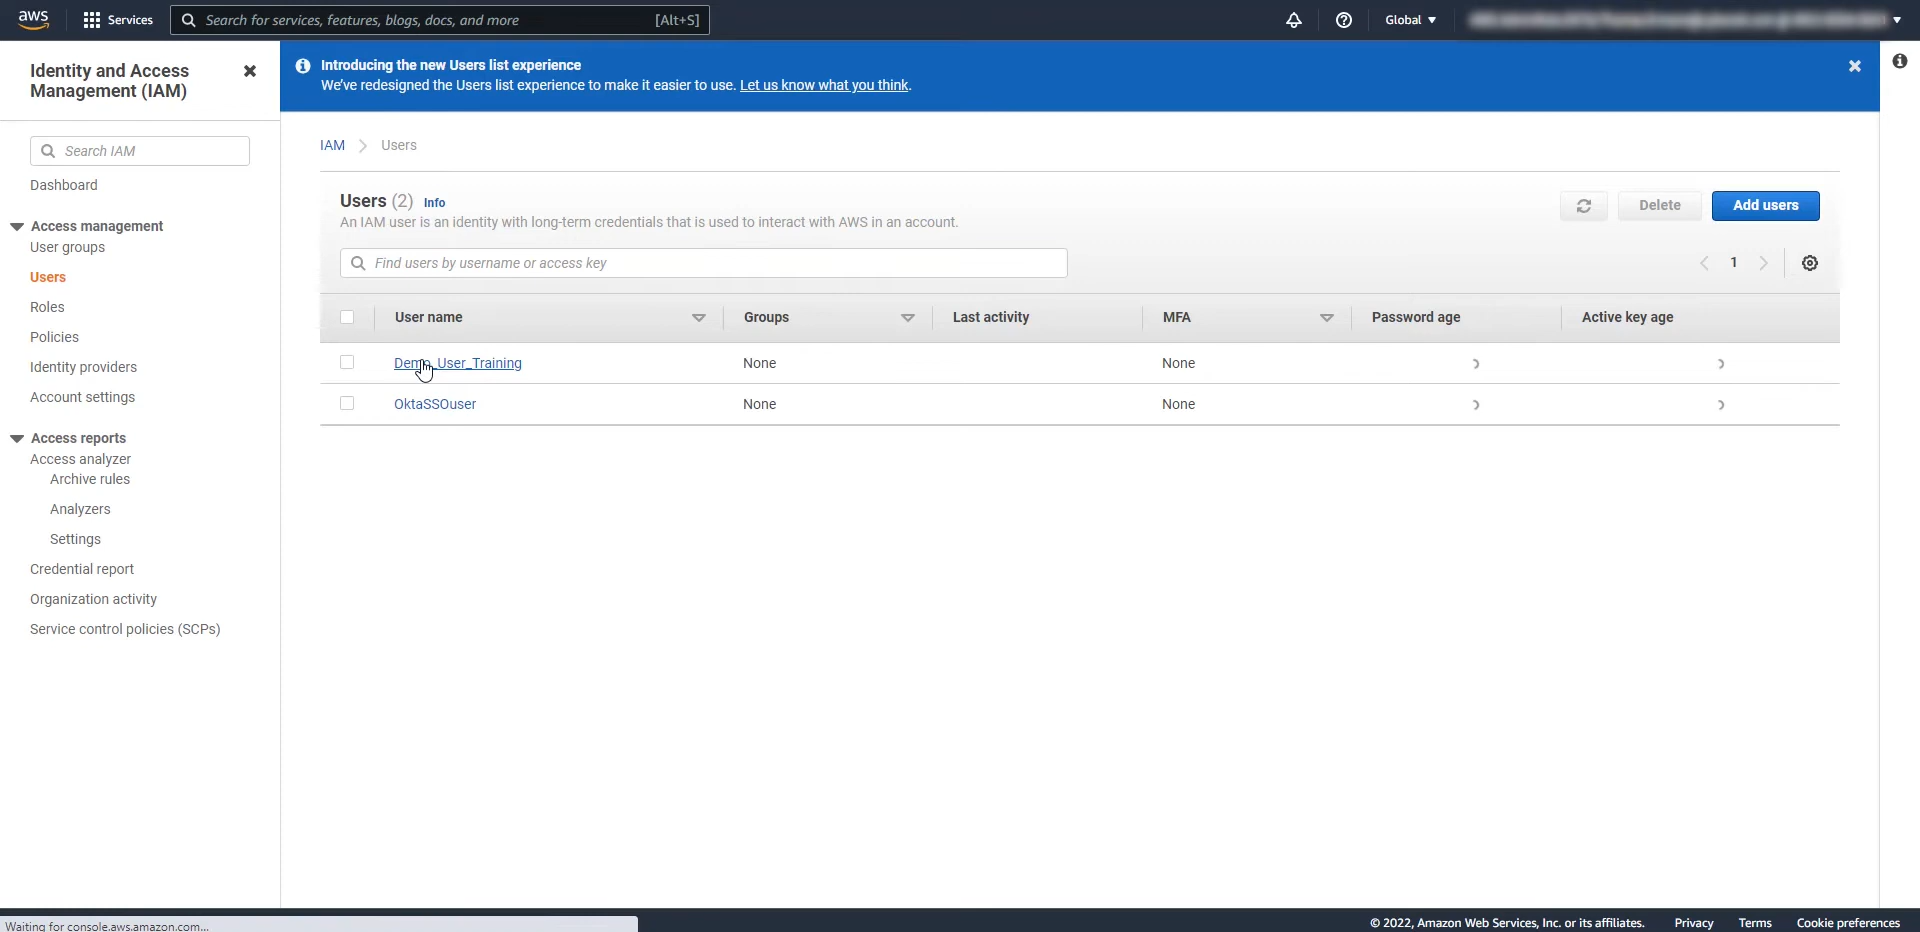 aws Services Search for services, features, blogs, docs, and more [Alt+S] Global
Identity and Access
Management (IAM)
Search IAM
Dashboard
Access management
User groups
Users
Roles
Policies
Identity providers
Account settings
Access reports
Access analyzer
Archive rules
Analyzers
Settings
Credential report
Organization activity
Service control policies (SCPs)
Introducing the new Users list experience
We've redesigned the Users list experience to make it easier to use. Let us know what you think.
IAM > Users
Users (2) Info
An IAM user is an identity with long-term credentials that is used to interact with AWS in an account.
Delete Add users
Find users by username or access key
1
User name Groups Last activity MFA Password age Active key age
Demo_User_Training None None
OktaSSOuser None None
Waiting for console.aws.amazon.com...
© 2022, Amazon Web Services, Inc. or its affiliates. Privacy Terms Cookie preferences